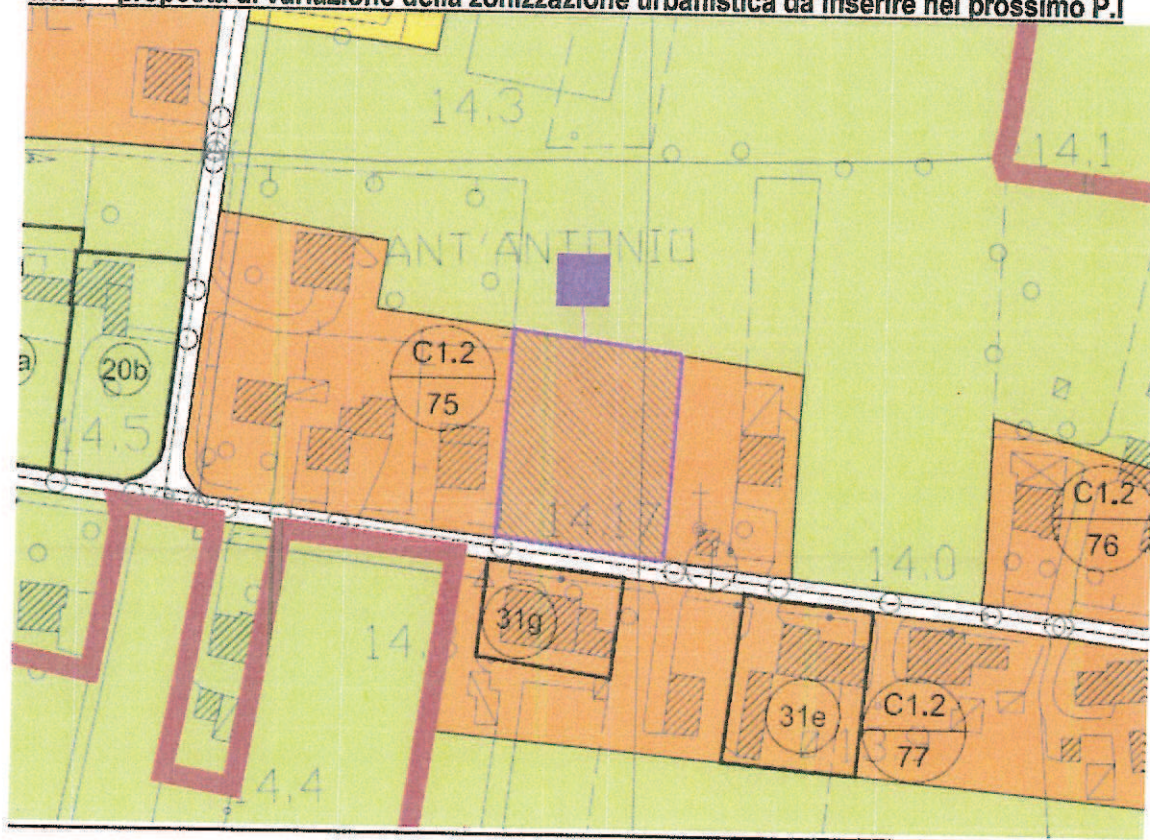 proposta di variazione della zonizzazione urbanistica da inserire nel prossimo P.I
14.3
14.1
SANT'ANTONIO
C1.2
75
20b
a
14.5
C1.2
76
14.17
14.0
31g
14.
31e
C1.2
77
4.4